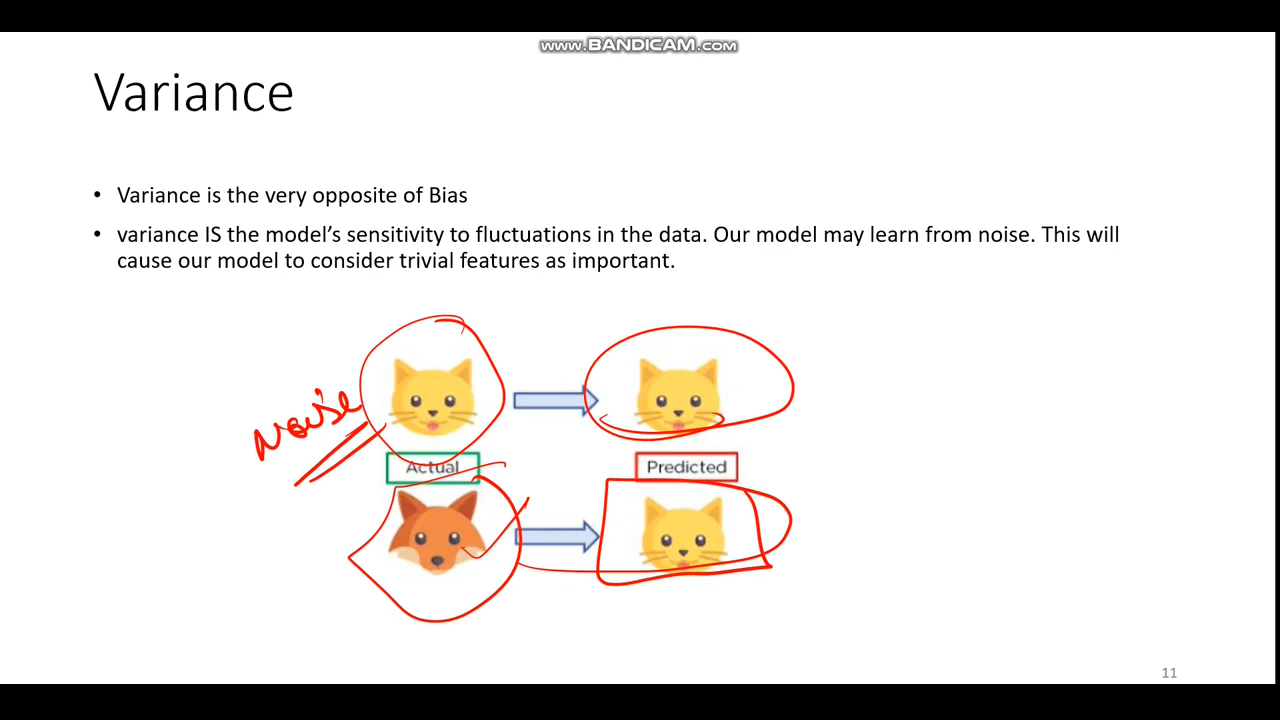 www.BANDICAM.com
Variance
• Variance is the very opposite of Bias
• variance IS the model’s sensitivity to fluctuations in the data. Our model may learn from noise. This will
cause our model to consider trivial features as important.
Noise
Actual
Predicted
11